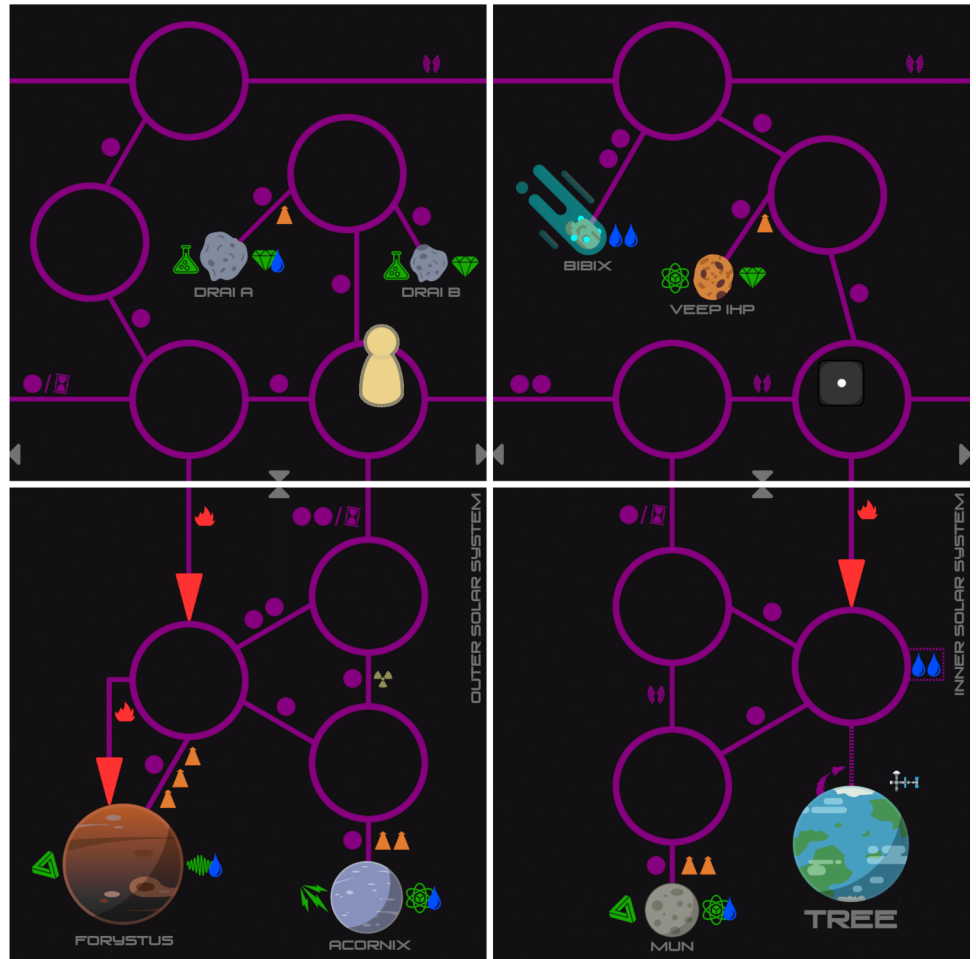 DRAI A
DRAI B
BIBIX
VEEP IHP
OUTER SOLAR SYSTEM
INNER SOLAR SYSTEM
FORYSTUS
ACORNIX
MUN
TREE